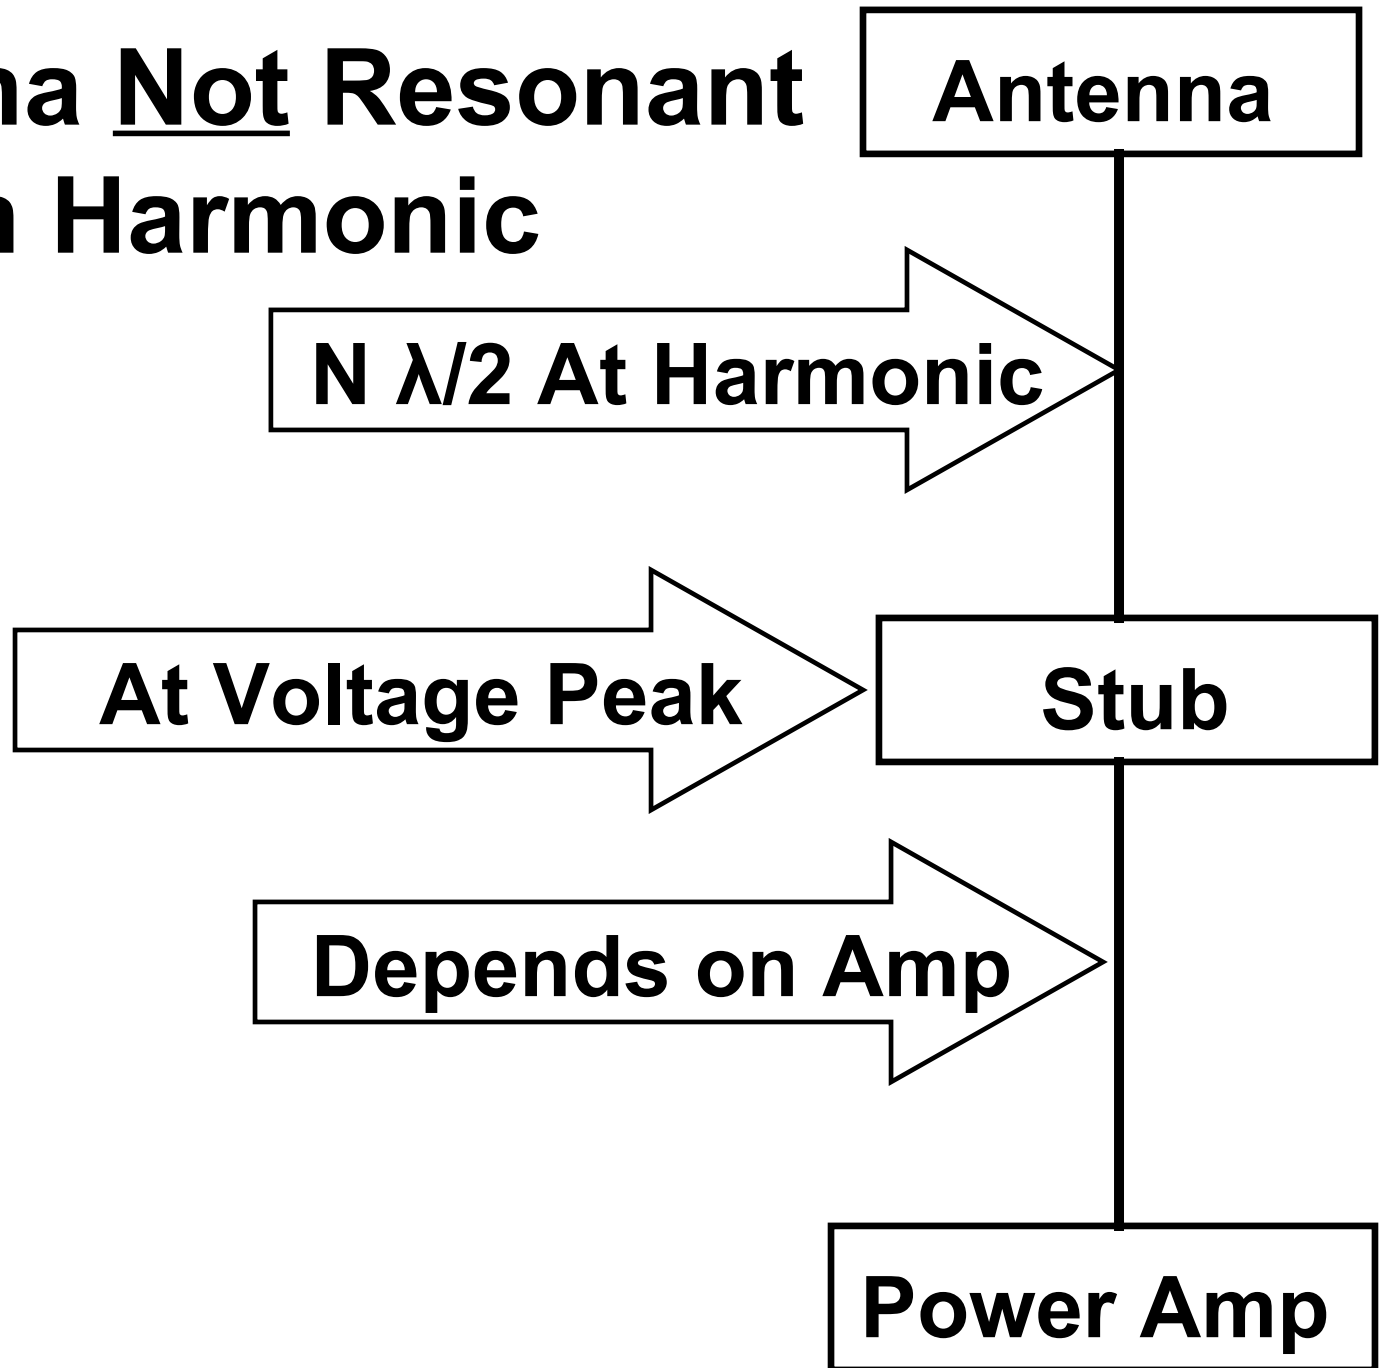 na Not Resonant
Harmonic
Antenna
N λ/2 At Harmonic
At Voltage Peak
Stub
Depends on Amp
Power Amp